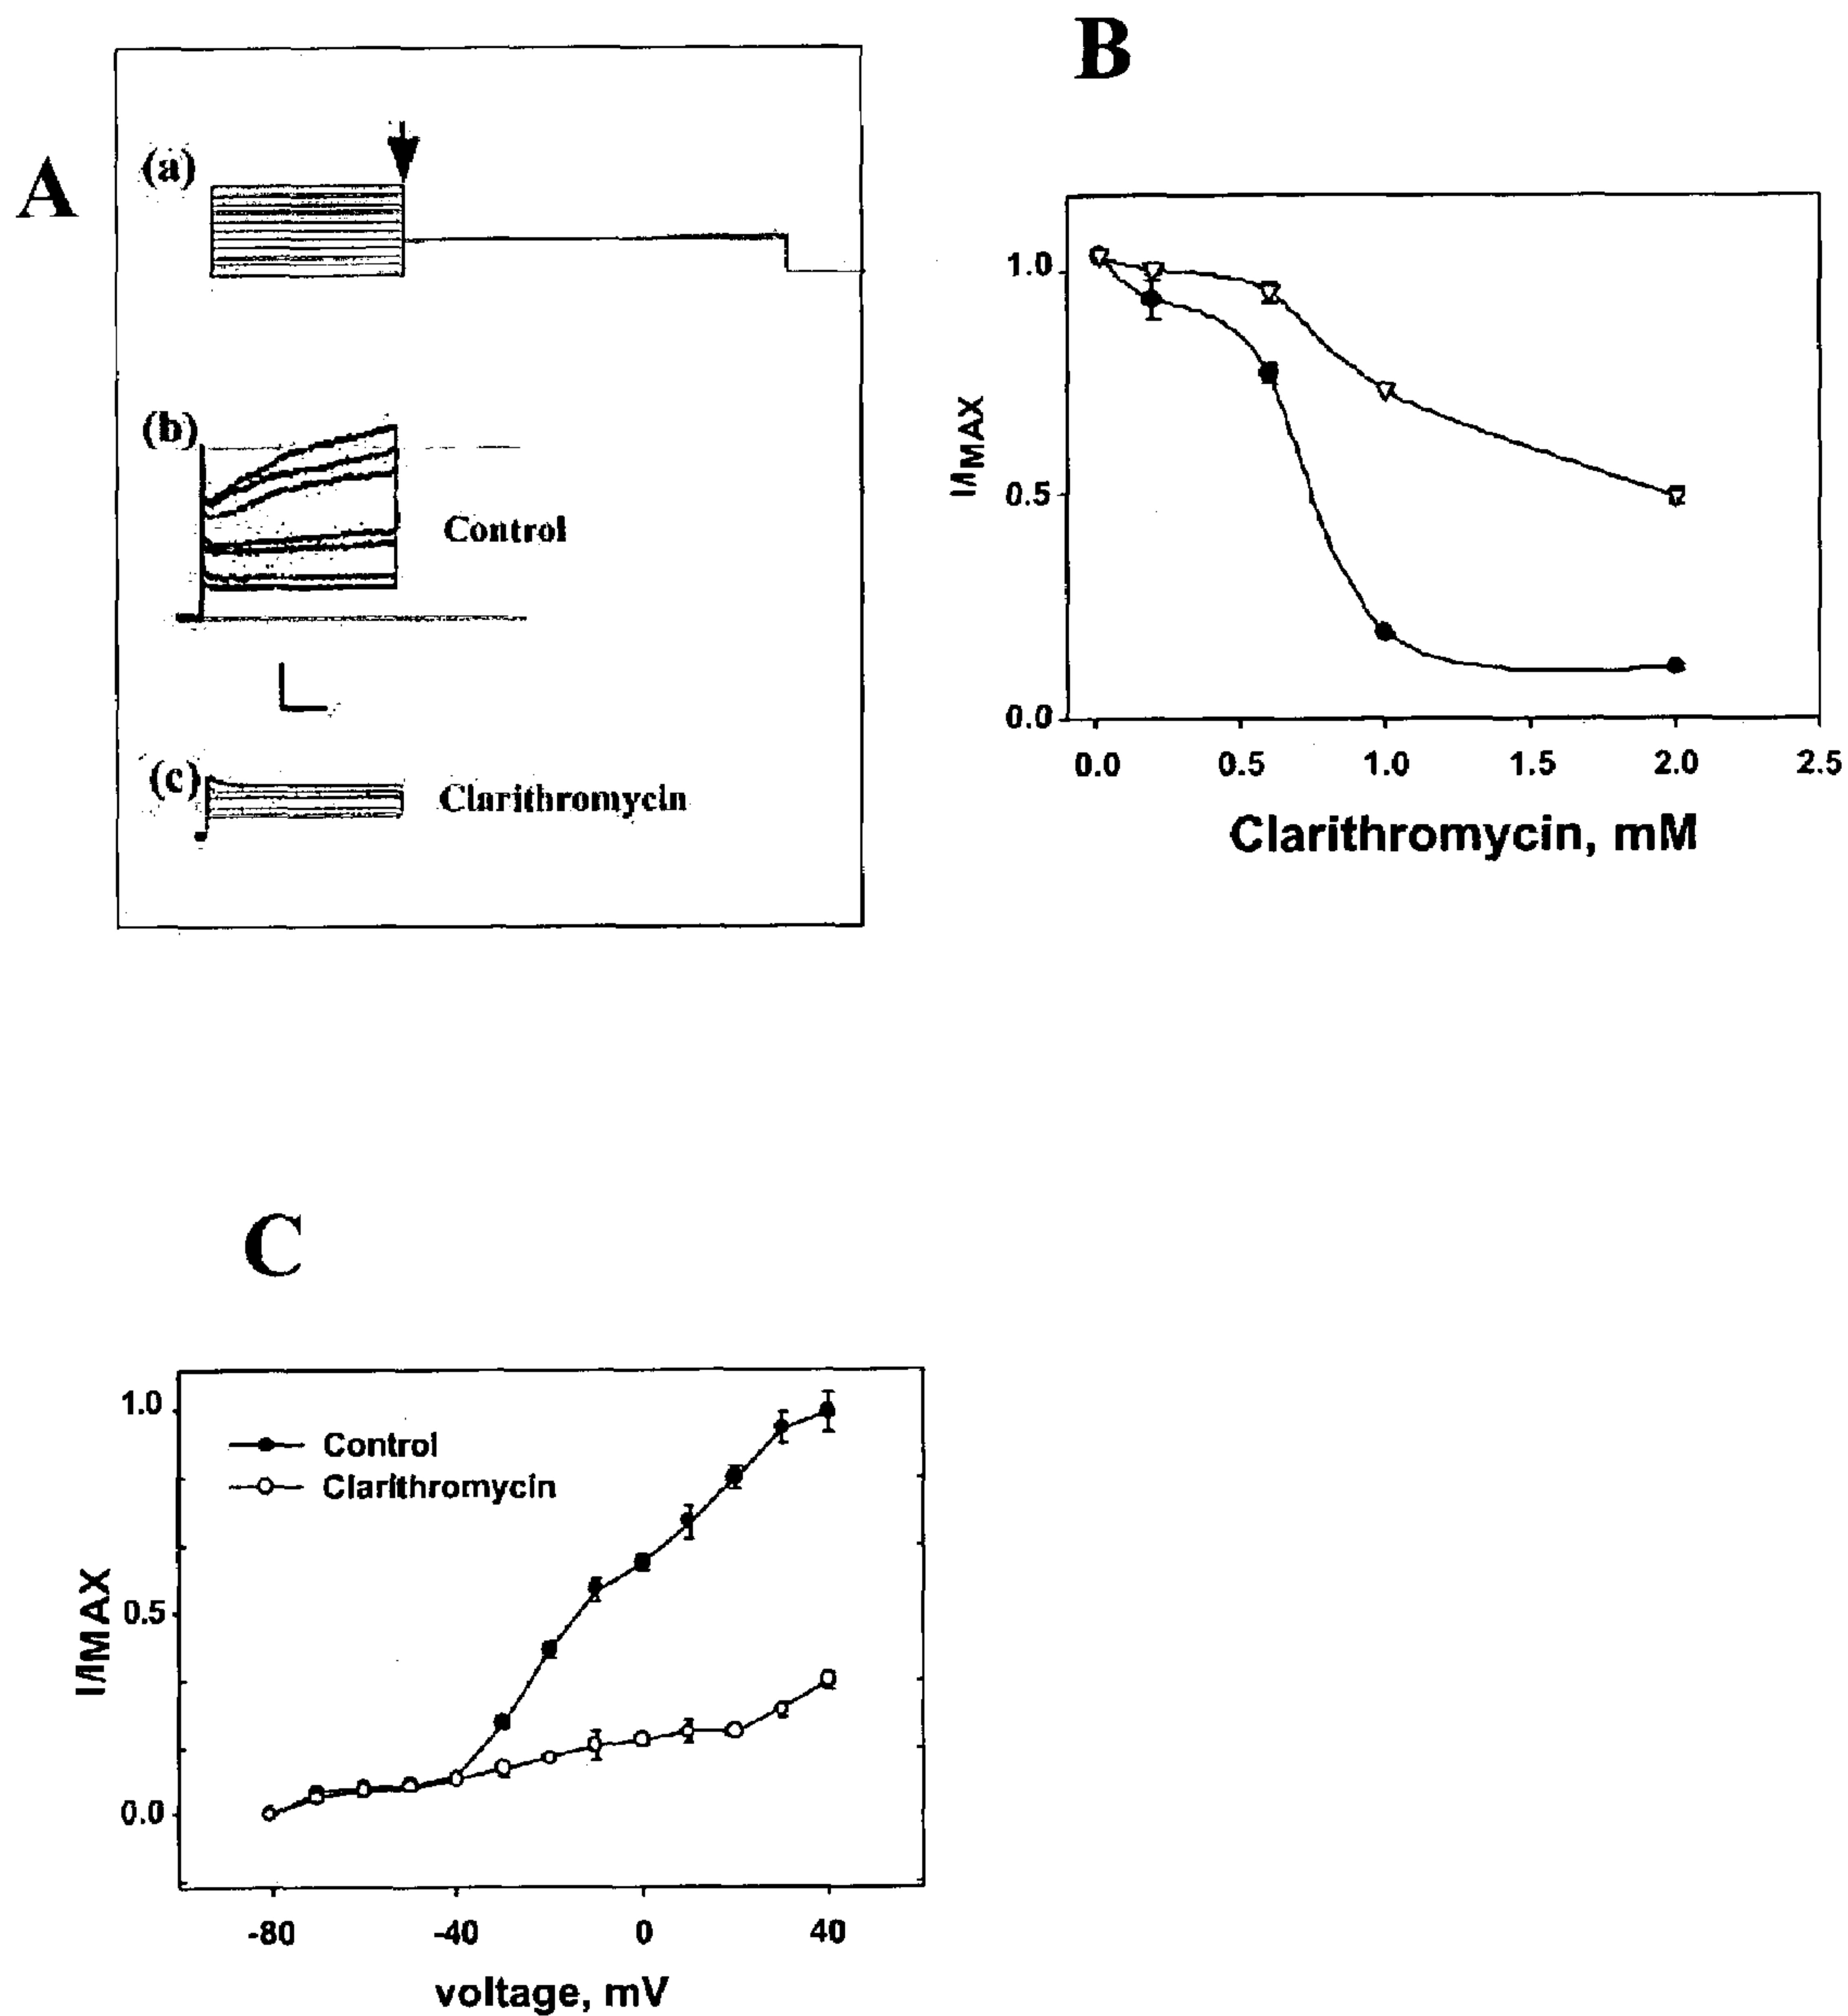 A
(a)
(b)
Control
(c)
Clarithromycin
B
I/IMAX
1.0
0.5
0.0
0.0 0.5 1.0 1.5 2.0 2.5
Clarithromycin, mM
C
I/IMAX
1.0
0.5
0.0
Control
Clarithromycin
-80 -40 0 40
voltage, mV